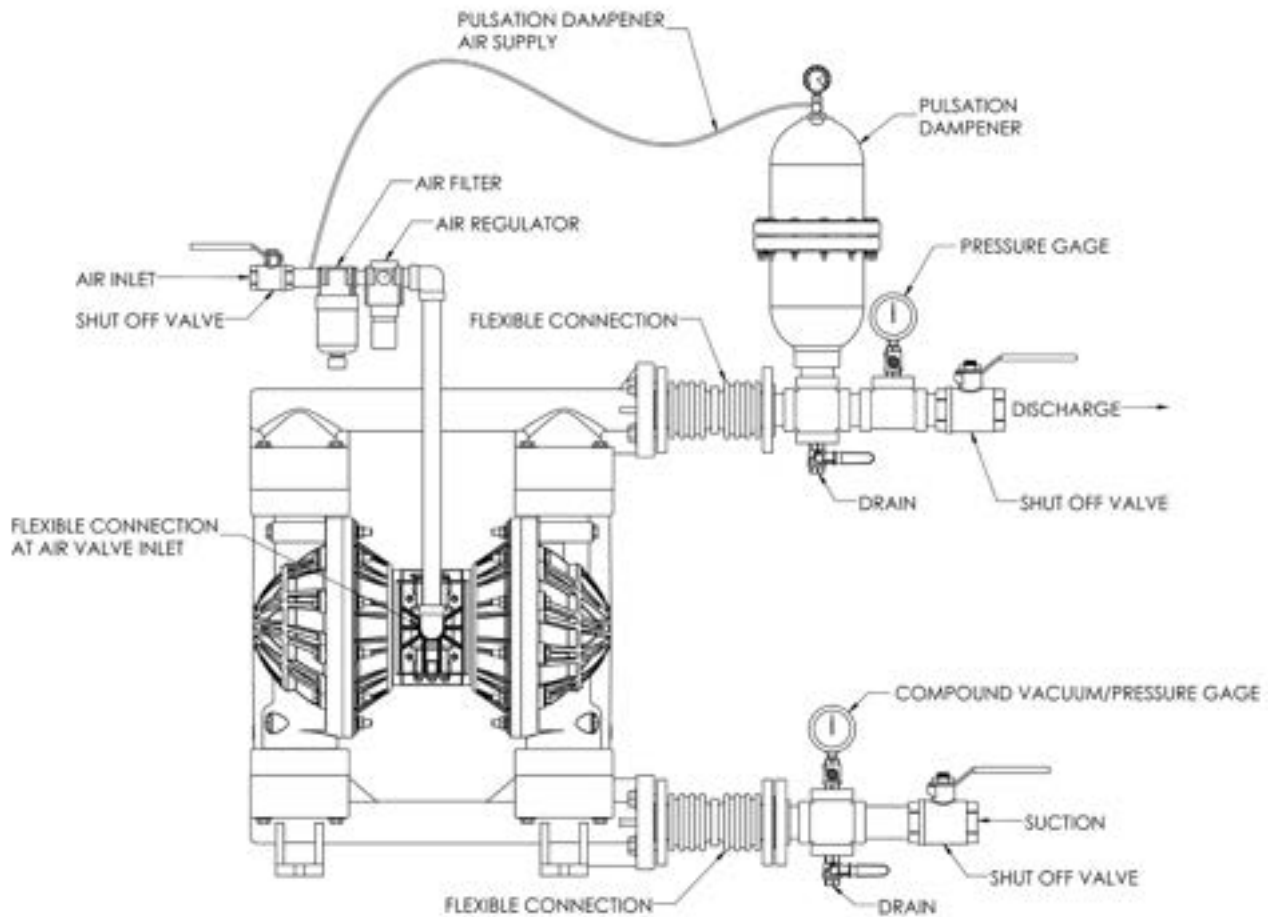 PULSATION DAMPENER
AIR SUPPLY
PULSATION
DAMPENER
AIR FILTER
AIR REGULATOR
PRESSURE GAGE
AIR INLET
SHUT OFF VALVE
FLEXIBLE CONNECTION
DISCHARGE
DRAIN
SHUT OFF VALVE
FLEXIBLE CONNECTION
AT AIR VALVE INLET
COMPOUND VACUUM/PRESSURE GAGE
SUCTION
SHUT OFF VALVE
FLEXIBLE CONNECTION
DRAIN